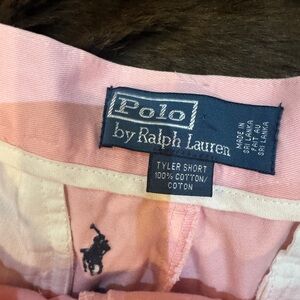 Polo
by Ralph Lauren
MADE IN
SRI LANKA
FAIT AU
SRI LANKA
TYLER SHORT
100% COTTON/
COTON